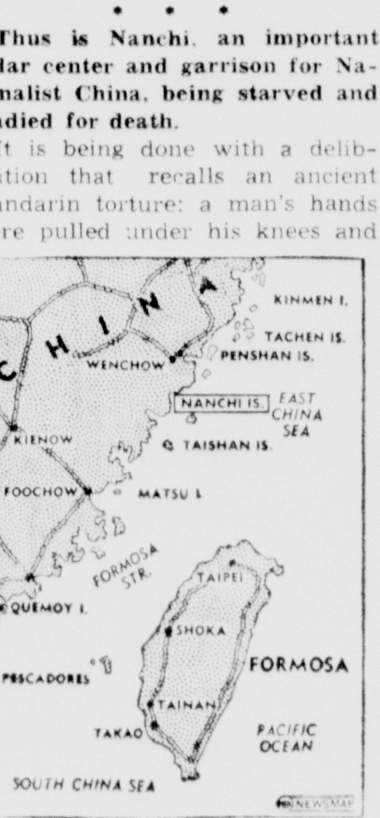 Thus is Nanchi, an important
dar center and garrison for Na-
nalist China, being starved and
adied for death.
It is being done with a delib-
ation that recalls an ancient
andarin torture: a man's hands
re pulled under his knees and
CHINA
KINMEN I.
TACHEN IS.
WENCHOW
PENSHAN IS.
NANCHI IS.
EAST
CHINA
SEA
KIENOW
TAISHAN IS.
FOOCHOW
MATSU I.
FORMOSA
STR.
TAIPEI
QUEMOY I.
SHOKA
FORMOSA
PESCADORES
TAINAN
TAKAO
PACIFIC
OCEAN
SOUTH CHINA SEA
NEWSMAP